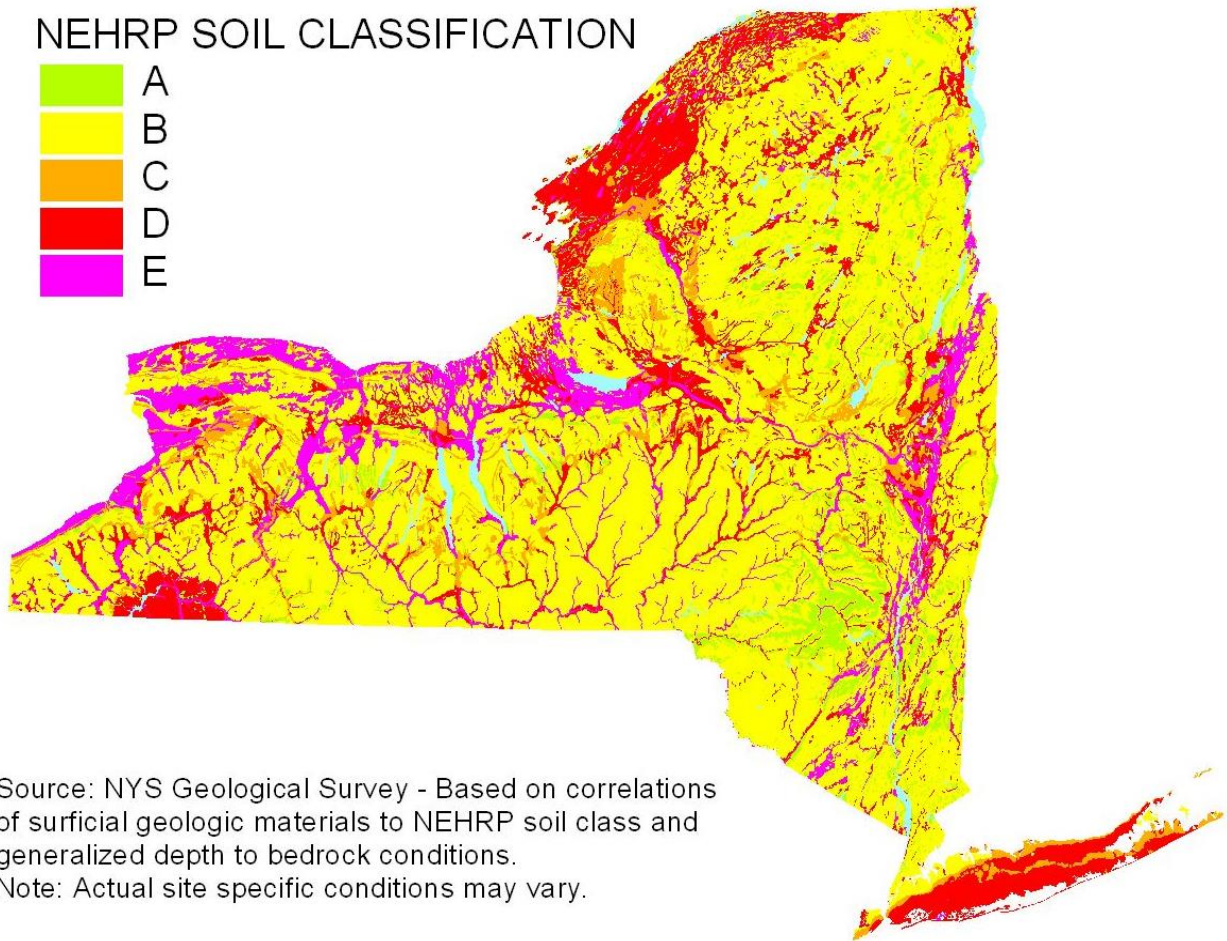 NEHRP SOIL CLASSIFICATION
A
B
C
D
E
Source: NYS Geological Survey - Based on correlations
of surficial geologic materials to NEHRP soil class and
generalized depth to bedrock conditions.
Note: Actual site specific conditions may vary.